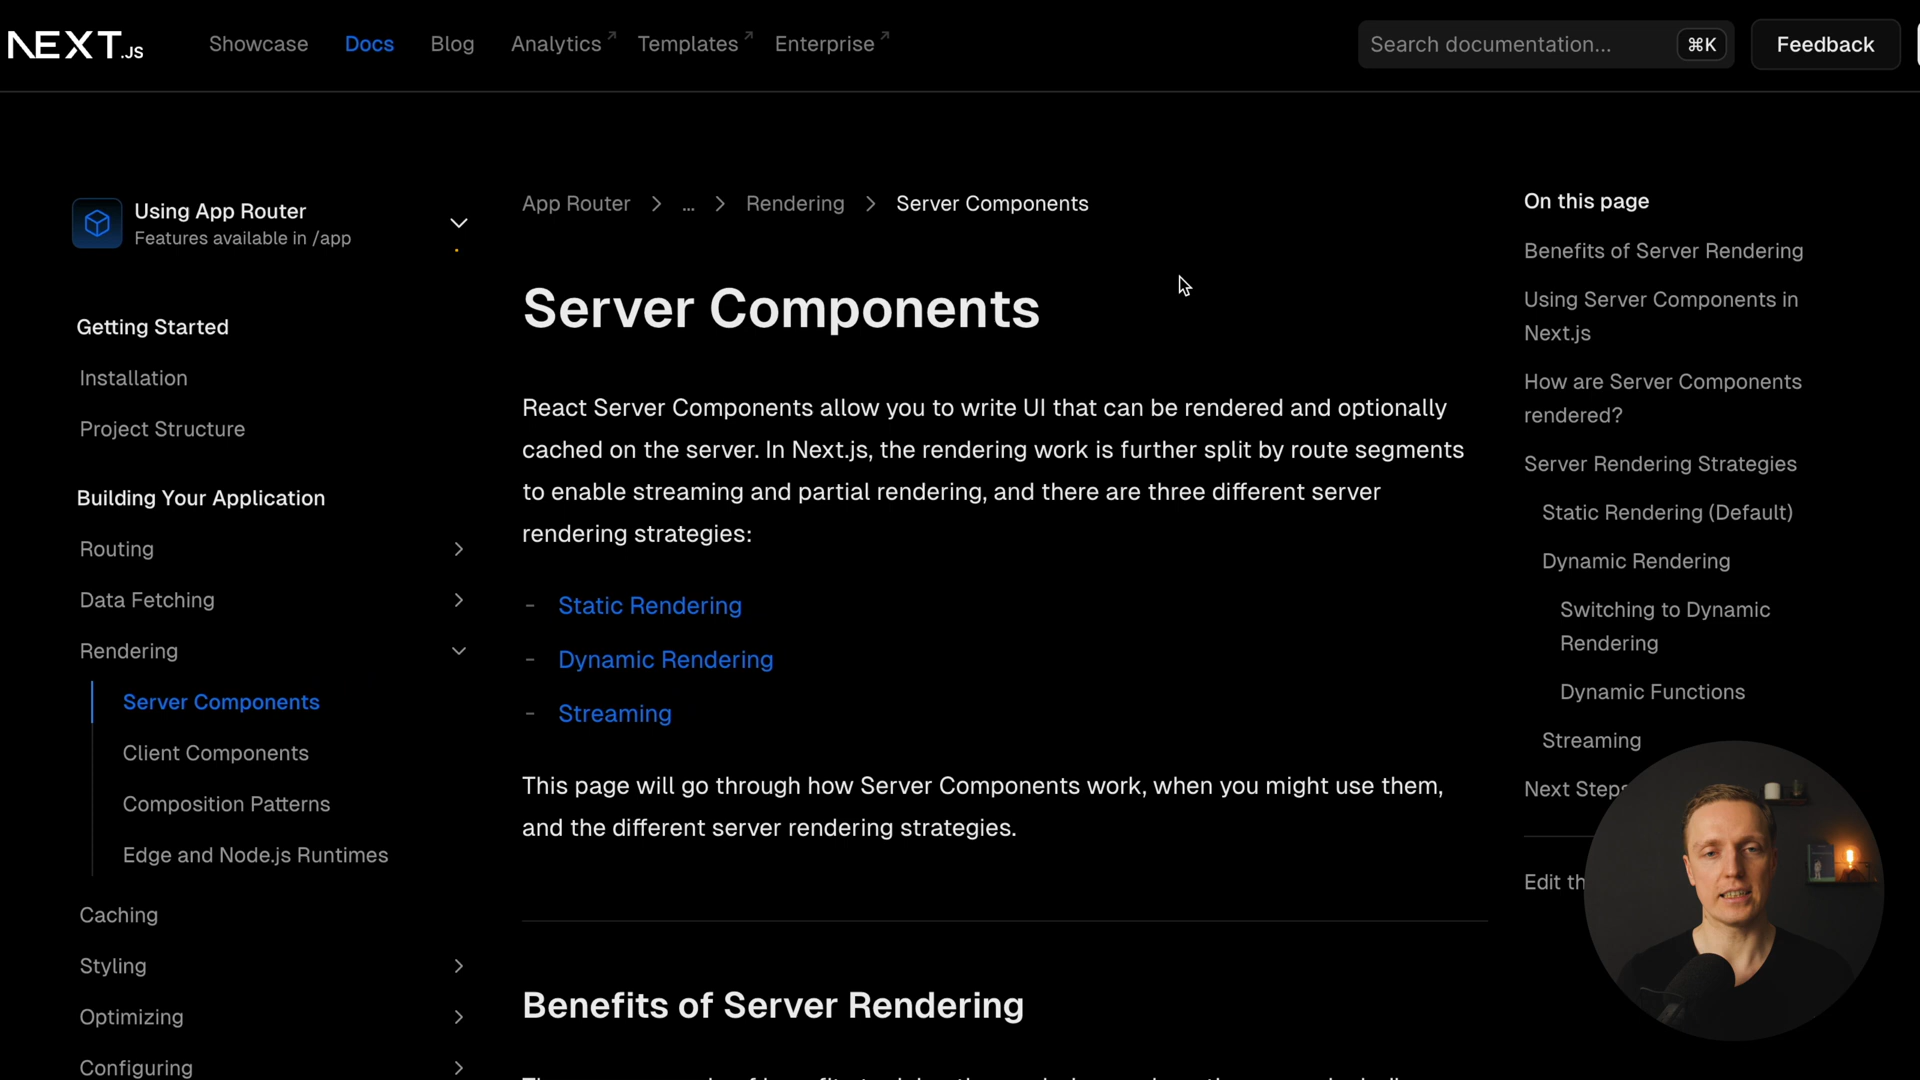 NEXT.JS
Showcase
Docs
Blog
Analytics
Templates
Enterprise
Search documentation...
⌘K
Feedback
Using App Router
Features available in /app
Getting Started
Installation
Project Structure
Building Your Application
Routing
Data Fetching
Rendering
Server Components
Client Components
Composition Patterns
Edge and Node.js Runtimes
Caching
Styling
Optimizing
Configuring
App Router > ... > Rendering > Server Components
Server Components
React Server Components allow you to write UI that can be rendered and optionally
cached on the server. In Next.js, the rendering work is further split by route segments
to enable streaming and partial rendering, and there are three different server
rendering strategies:
- Static Rendering
- Dynamic Rendering
- Streaming
This page will go through how Server Components work, when you might use them,
and the different server rendering strategies.
Benefits of Server Rendering
On this page
Benefits of Server Rendering
Using Server Components in
Next.js
How are Server Components
rendered?
Server Rendering Strategies
Static Rendering (Default)
Dynamic Rendering
Switching to Dynamic
Rendering
Dynamic Functions
Streaming
Next Steps
Edit th